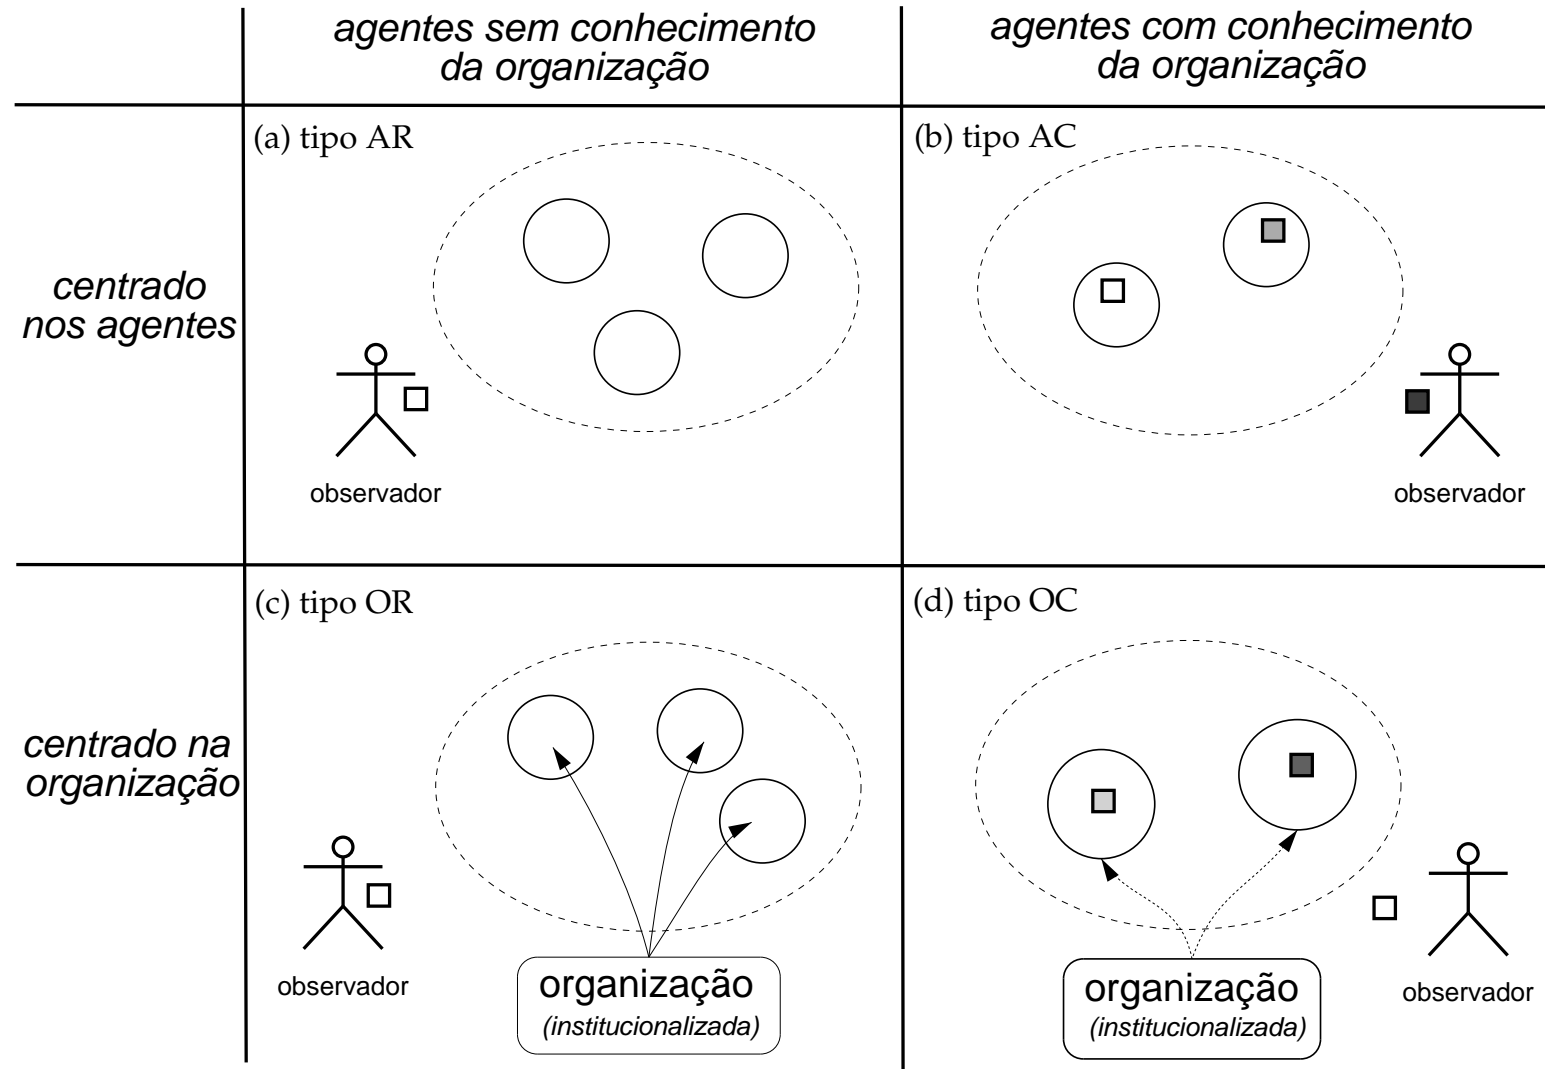 agentes sem conhecimento
da organização
agentes com conhecimento
da organização
centrado
nos agentes
(a) tipo AR
observador
(b) tipo AC
observador
centrado na
organização
(c) tipo OR
observador
organização
(institucionalizada)
(d) tipo OC
organização
(institucionalizada)
observador